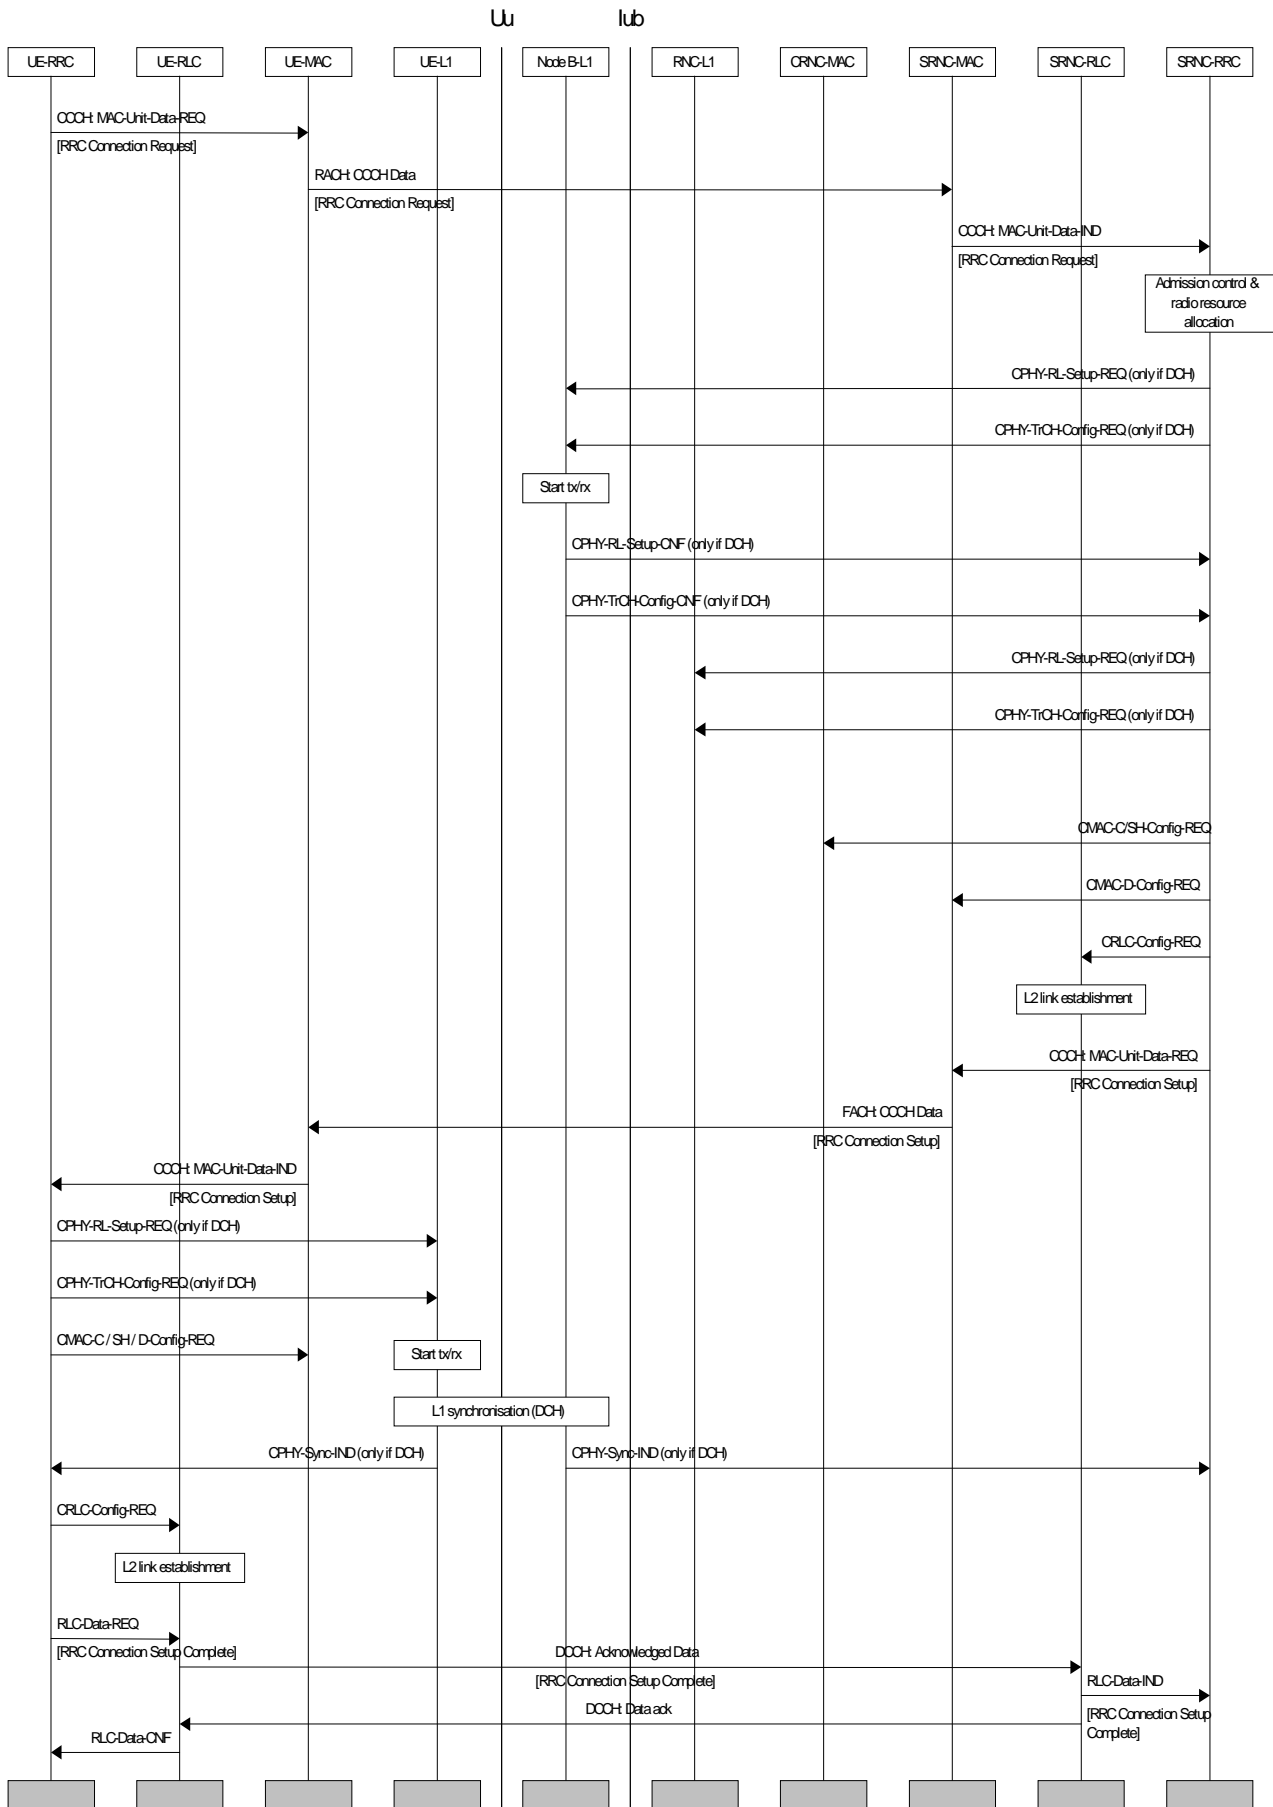 Uu
Iub
UE-RRC
UE-RLC
UE-MAC
UE-L1
Node B-L1
RNC-L1
CRNC-MAC
SRNC-MAC
SRNC-RLC
SRNC-RRC
CCCH: MAC-Unit-Data-REQ
[RRC Connection Request]
RACH: CCCH Data
[RRC Connection Request]
CCCH: MAC-Unit-Data-IND
[RRC Connection Request]
Admission control &
radio resource
allocation
CPHY-RL-Setup-REQ (only if DCH)
CPHY-TrCH-Config-REQ (only if DCH)
Start tx/rx
CPHY-RL-Setup-CNF (only if DCH)
CPHY-TrCH-Config-CNF (only if DCH)
CPHY-RL-Setup-REQ (only if DCH)
CPHY-TrCH-Config-REQ (only if DCH)
CMAC-C/SH-Config-REQ
CMAC-D-Config-REQ
CRLC-Config-REQ
L2 link establishment
CCCH: MAC-Unit-Data-REQ
[RRC Connection Setup]
FACH: CCCH Data
[RRC Connection Setup]
CCCH: MAC-Unit-Data-IND
[RRC Connection Setup]
CPHY-RL-Setup-REQ (only if DCH)
CPHY-TrCH-Config-REQ (only if DCH)
CMAC-C / SH / D-Config-REQ
Start tx/rx
L1 synchronisation (DCH)
CPHY-Sync-IND (only if DCH)
CPHY-Sync-IND (only if DCH)
CRLC-Config-REQ
L2 link establishment
RLC-Data-REQ
[RRC Connection Setup Complete]
DCCH: Acknowledged Data
[RRC Connection Setup Complete]
RLC-Data-IND
[RRC Connection Setup
Complete]
DCCH: Data ack
RLC-Data-CNF